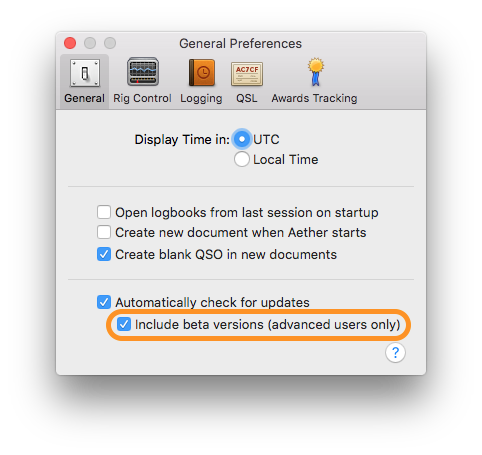 General Preferences
AC7CF
General Rig Control Logging QSL Awards Tracking
Display Time in: UTC
Local Time
Open logbooks from last session on startup
Create new document when Aether starts
Create blank QSO in new documents
Automatically check for updates
Include beta versions (advanced users only)
?